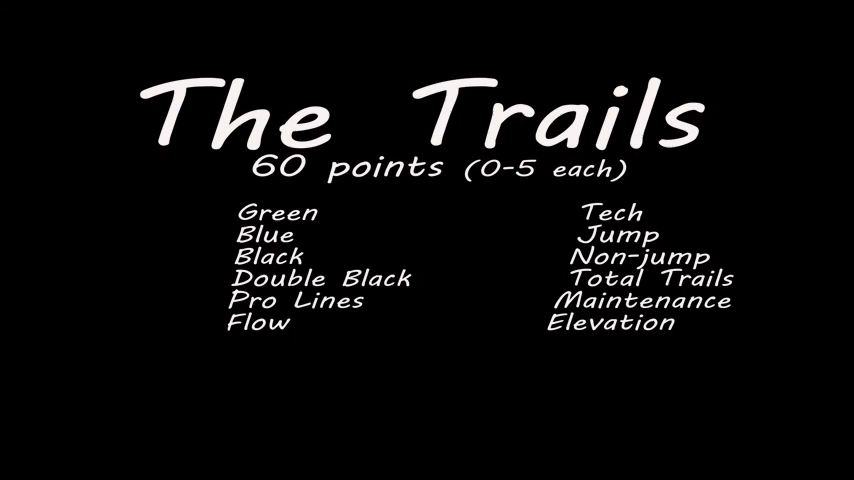 The Trails
60 points (0-5 each)
Green
Blue
Black
Double Black
Pro Lines
Flow
Tech
Jump
Non-jump
Total Trails
Maintenance
Elevation